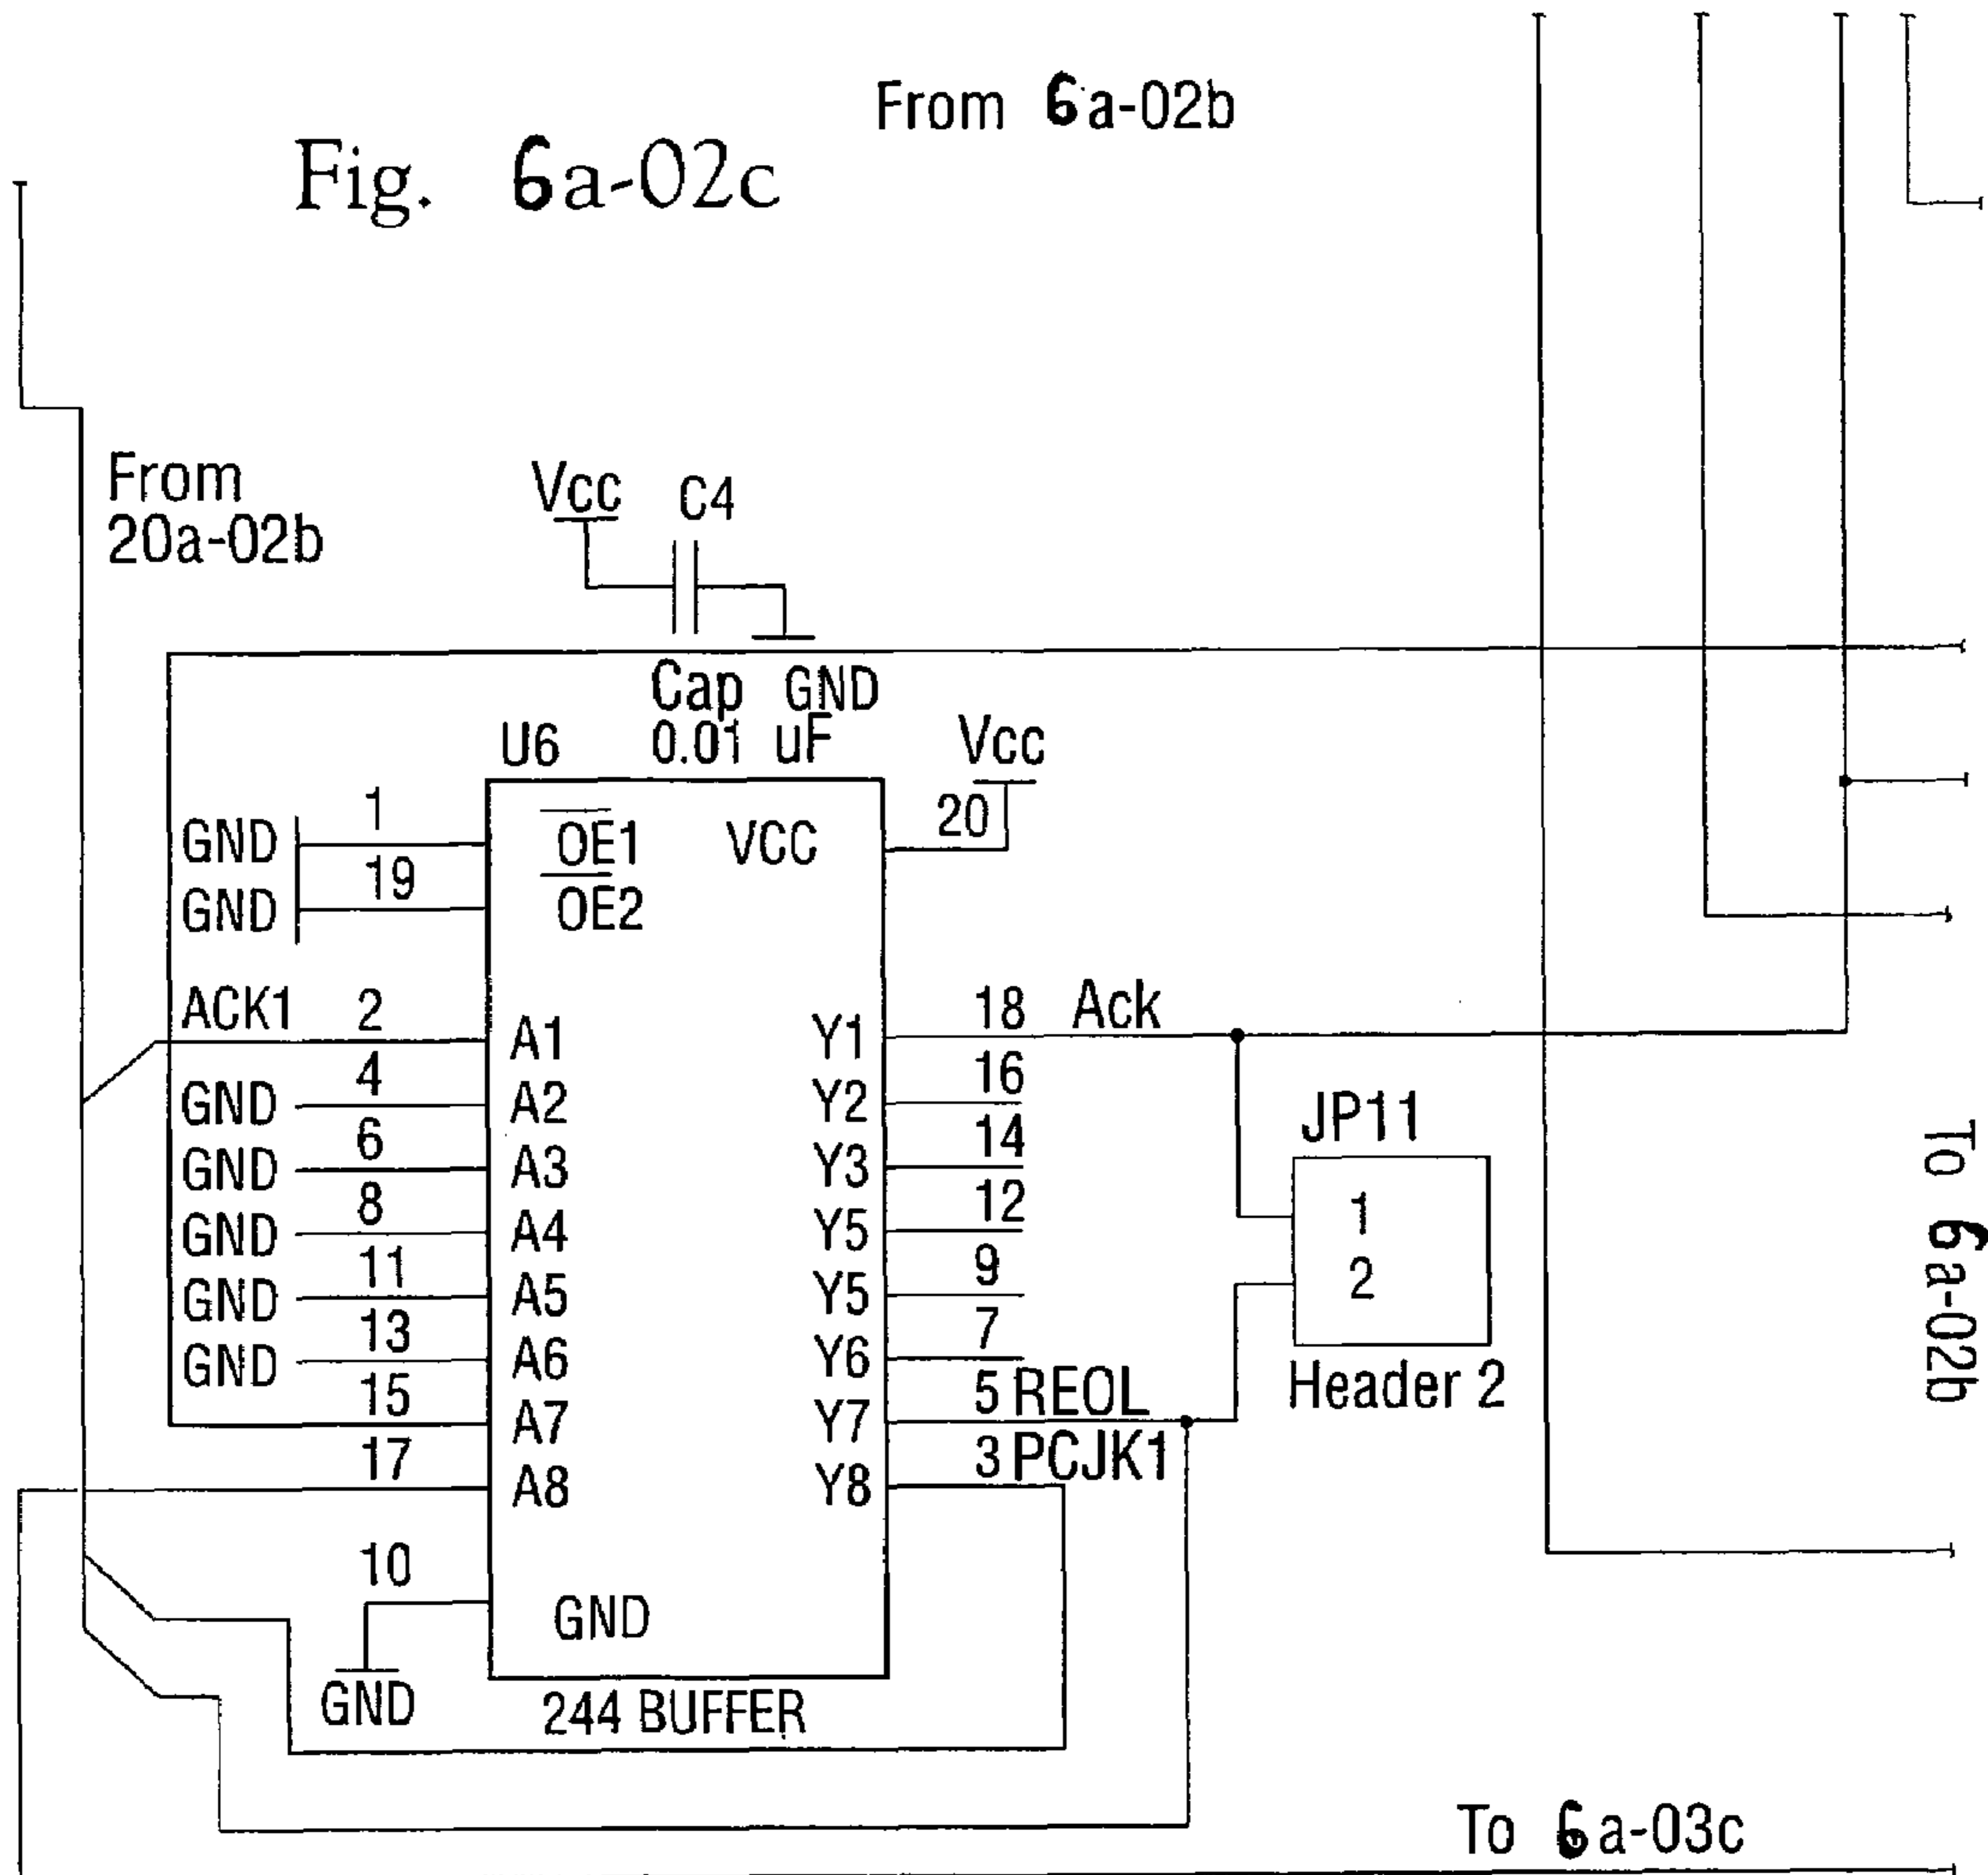 From 6a-02b
Fig. 6a-02c
From
20a-02b
Vcc C4
Cap GND
0.01 uF
U6
Vcc
1
20
GND
OE1 VCC
19
GND
OE2
ACK1 2
18 Ack
A1 Y1
4
16
GND
A2 Y2
6
14
GND
A3 Y3
8
12
GND
A4 Y5
11
9
GND
A5 Y5
13
7
GND
A6 Y6
15
5 REOL
A7 Y7
17
3 PCJK1
A8 Y8
JP11
1
2
Header 2
To 6a-02b
10
GND
GND
244 BUFFER
To 6a-03c